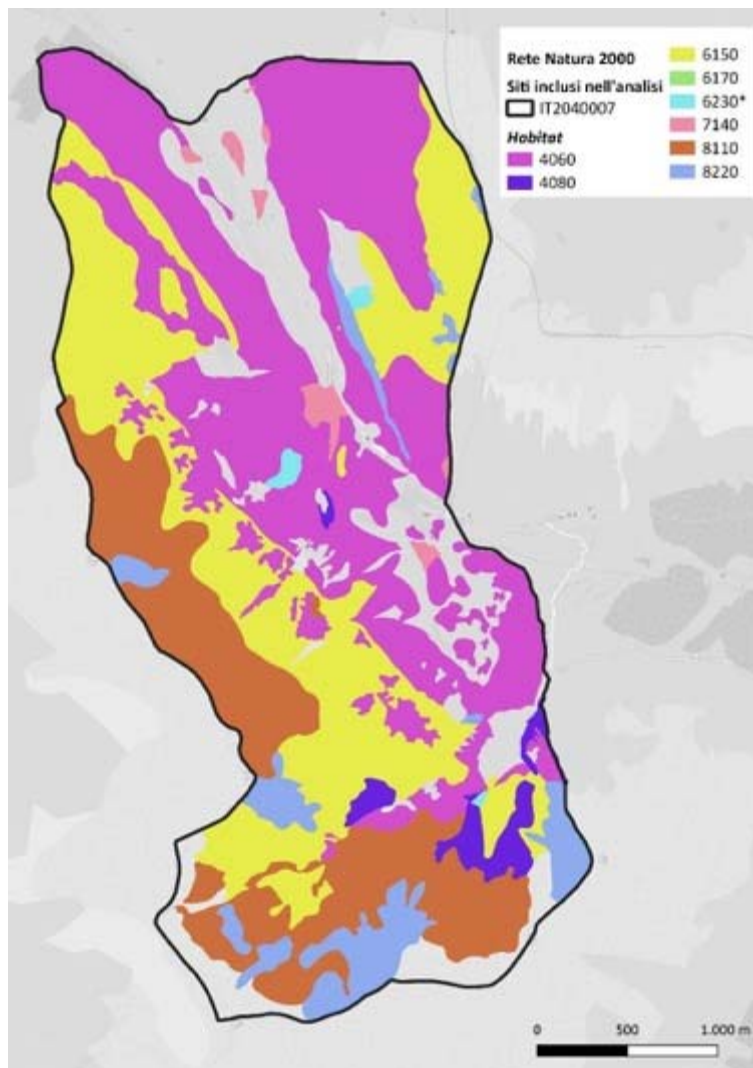 Rete Natura 2000
Siti inclusi nell'analisi
IT2040007
Habitat
4060
4080
6150
6170
6230*
7140
8110
8220
0 500 1.000 m